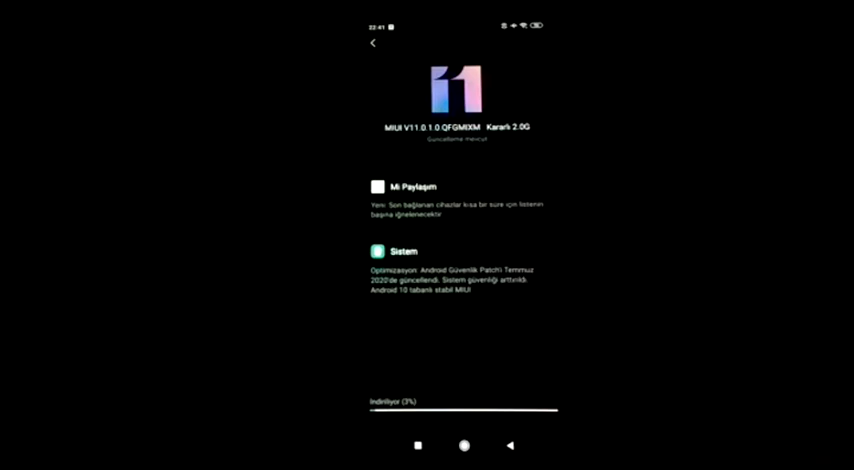 22:41
11
MIUI V11.0.1.0.QFGMIXM Kararlı 2.0G
Güncelleme mevcut
Mi Paylaşım
Yeni: Son bağlanan cihazlar kısa bir süre için listenin
başına iğnelenecektir
Sistem
Optimizasyon: Android Güvenlik Patch'i Temmuz
2020'de güncellendi. Sistem güvenliği arttırıldı.
Android 10 tabanlı stabil MIUI
İndiriliyor (3%)